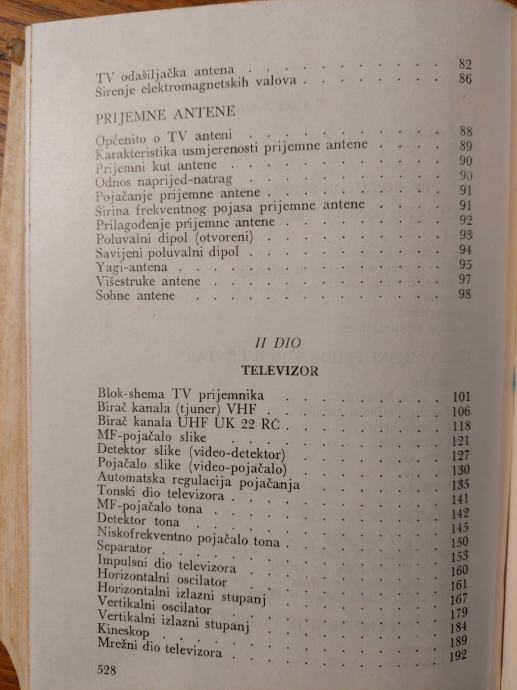 TV odašiljačka antena . . . . . . . . . . 82
Širenje elektromagnetskih valova . . . . . . . 86
PRIJEMNE ANTENE
Općenito o TV anteni . . . . . . . . . . 88
Karakteristika usmjerenosti prijemne antene . . . . 89
Prijemni kut antene . . . . . . . . . . 90
Odnos naprijed-natrag . . . . . . . . . . 90
Pojačanje prijemne antene . . . . . . . . . 91
Širina frekventnog pojasa prijemne antene . . . . 91
Prilagođenje prijemne antene . . . . . . . . 92
Poluvalni dipol (otvoreni) . . . . . . . . . 93
Savijeni poluvalni dipol . . . . . . . . . 94
Yagi-antena . . . . . . . . . . . . 95
Višestruke antene . . . . . . . . . . . 97
Sobne antene . . . . . . . . . . . . 98
II DIO
TELEVIZOR
Blok-shema TV prijemnika . . . . . . . . 101
Birač kanala (tjuner) VHF . . . . . . . . . 106
Birač kanala UHF UK 22 RC . . . . . . . . 118
MF-pojačalo slike . . . . . . . . . . . 121
Detektor slike (video-detektor) . . . . . . . 127
Pojačalo slike (video-pojačalo) . . . . . . . 130
Automatska regulacija pojačanja . . . . . . . 135
Tonski dio televizora . . . . . . . . . . 141
MF-pojačalo tona . . . . . . . . . . . 142
Detektor tona . . . . . . . . . . . . 145
Niskofrekventno pojačalo tona . . . . . . . . 150
Separator . . . . . . . . . . . . . 153
Impulsni dio televizora . . . . . . . . . 160
Horizontalni oscilator . . . . . . . . . . 161
Horizontalni izlazni stupanj . . . . . . . . 167
Vertikalni oscilator . . . . . . . . . . 179
Vertikalni izlazni stupanj . . . . . . . . . 184
Kineskop . . . . . . . . . . . . . 189
Mrežni dio televizora . . . . . . . . . . 192
528